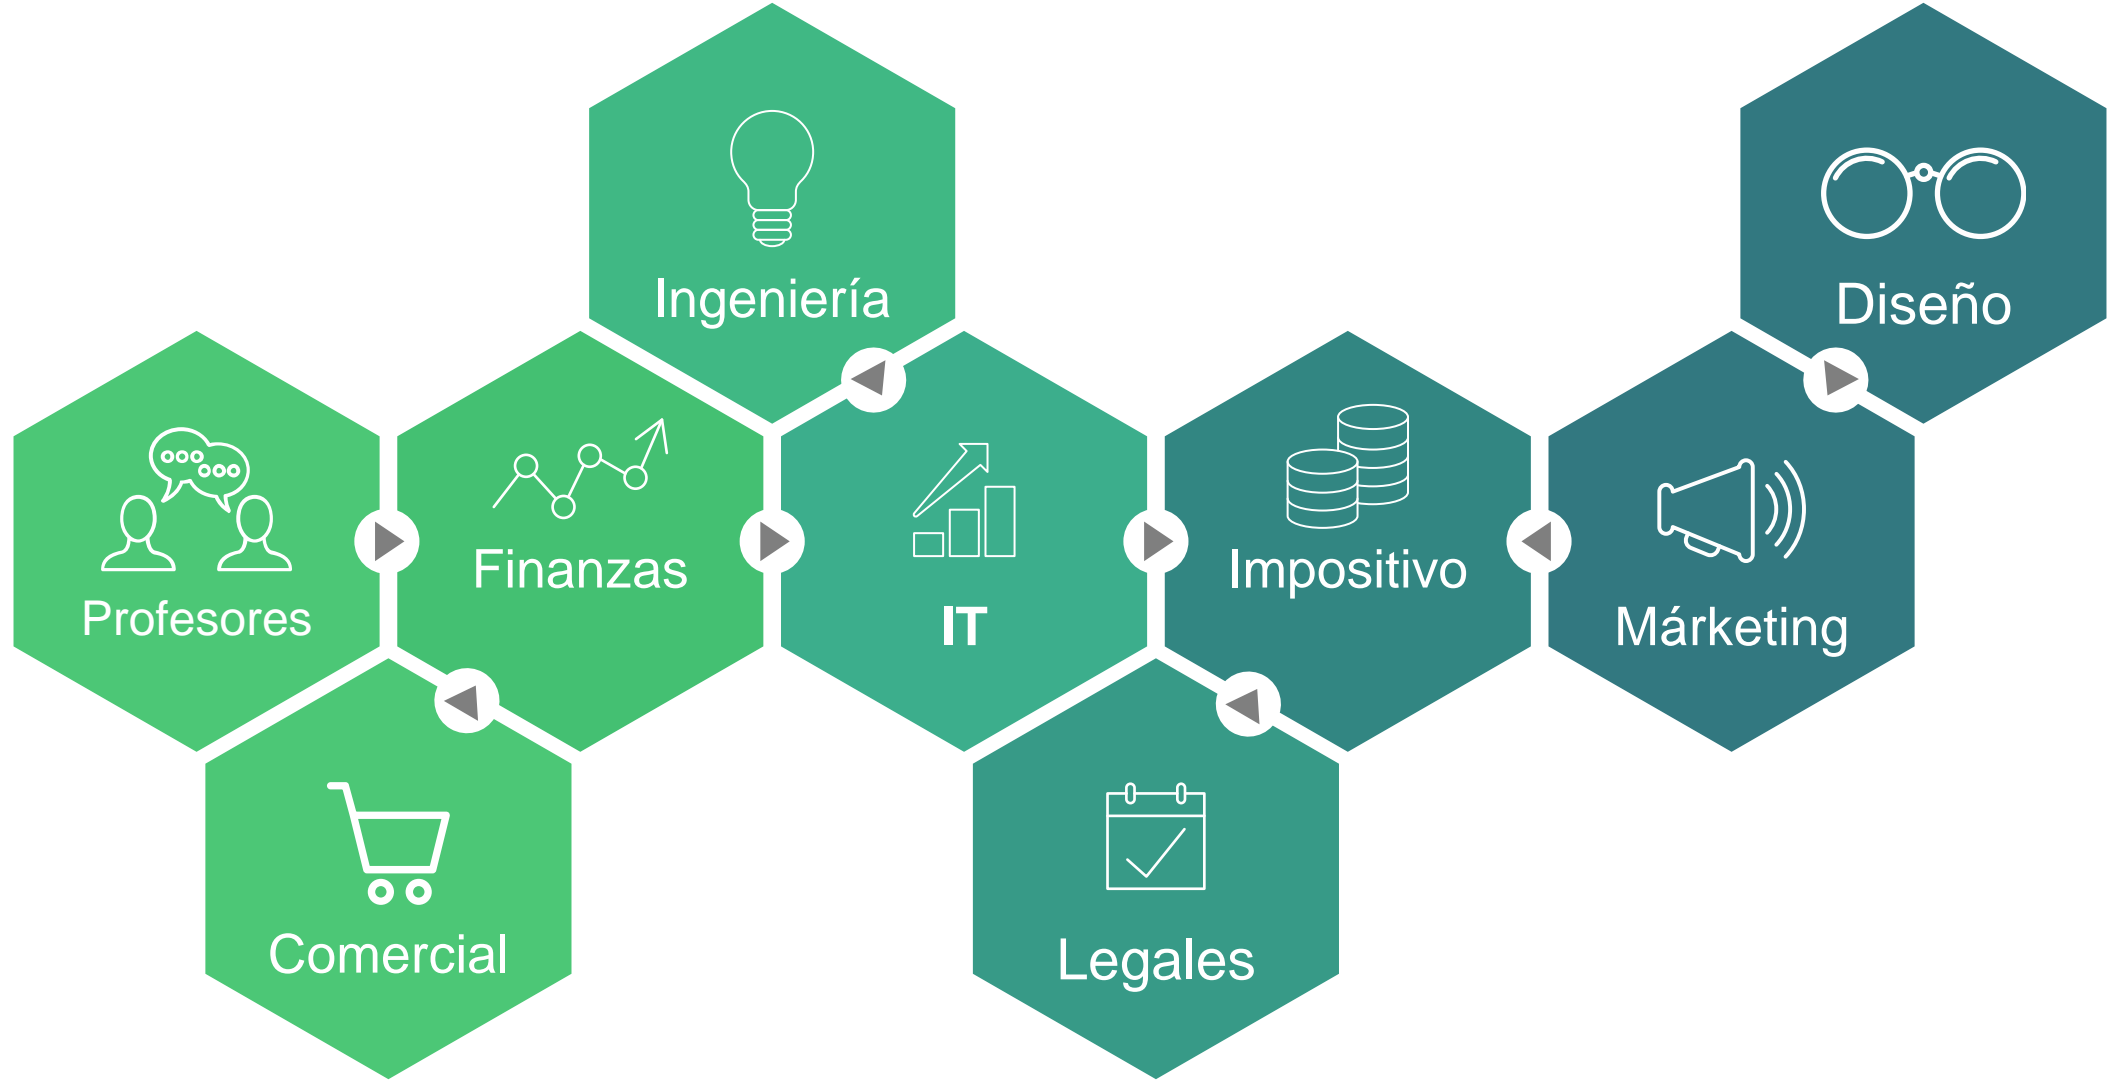 Ingeniería
Diseño
Profesores
Finanzas
IT
Impositivo
Márketing
Comercial
Legales